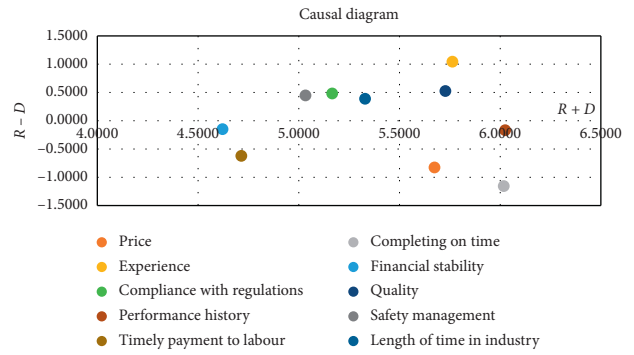 Causal diagram
1.5000
1.0000
0.5000
0.0000
−0.5000
−1.0000
−1.5000
R – D
4.0000 4.5000 5.0000 5.5000 6.0000 6.5000
R + D
Price
Experience
Compliance with regulations
Performance history
Timely payment to labour
Completing on time
Financial stability
Quality
Safety management
Length of time in industry